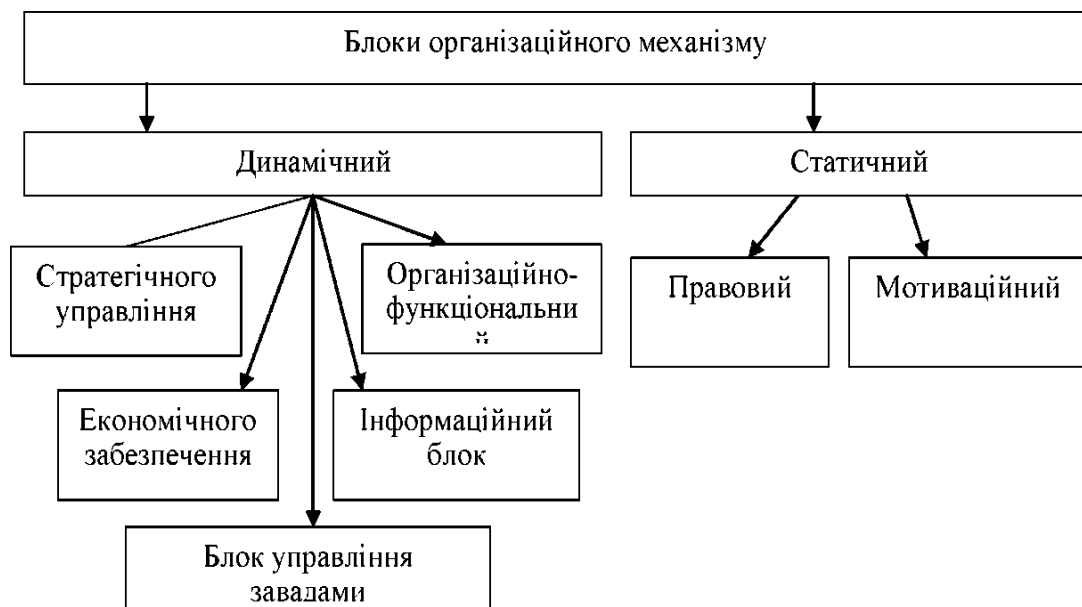 Блоки організаційного механізму
Динамічний
Статичний
Стратегічного
управління
Організаційно-
функціональни
й
Правовий
Мотиваційний
Економічного
забезпечення
Інформаційний
блок
Блок управління
завадами